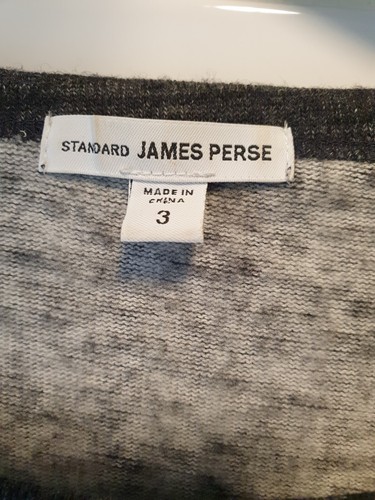 STANDARD JAMES PERSE
MADE IN
CHINA
3